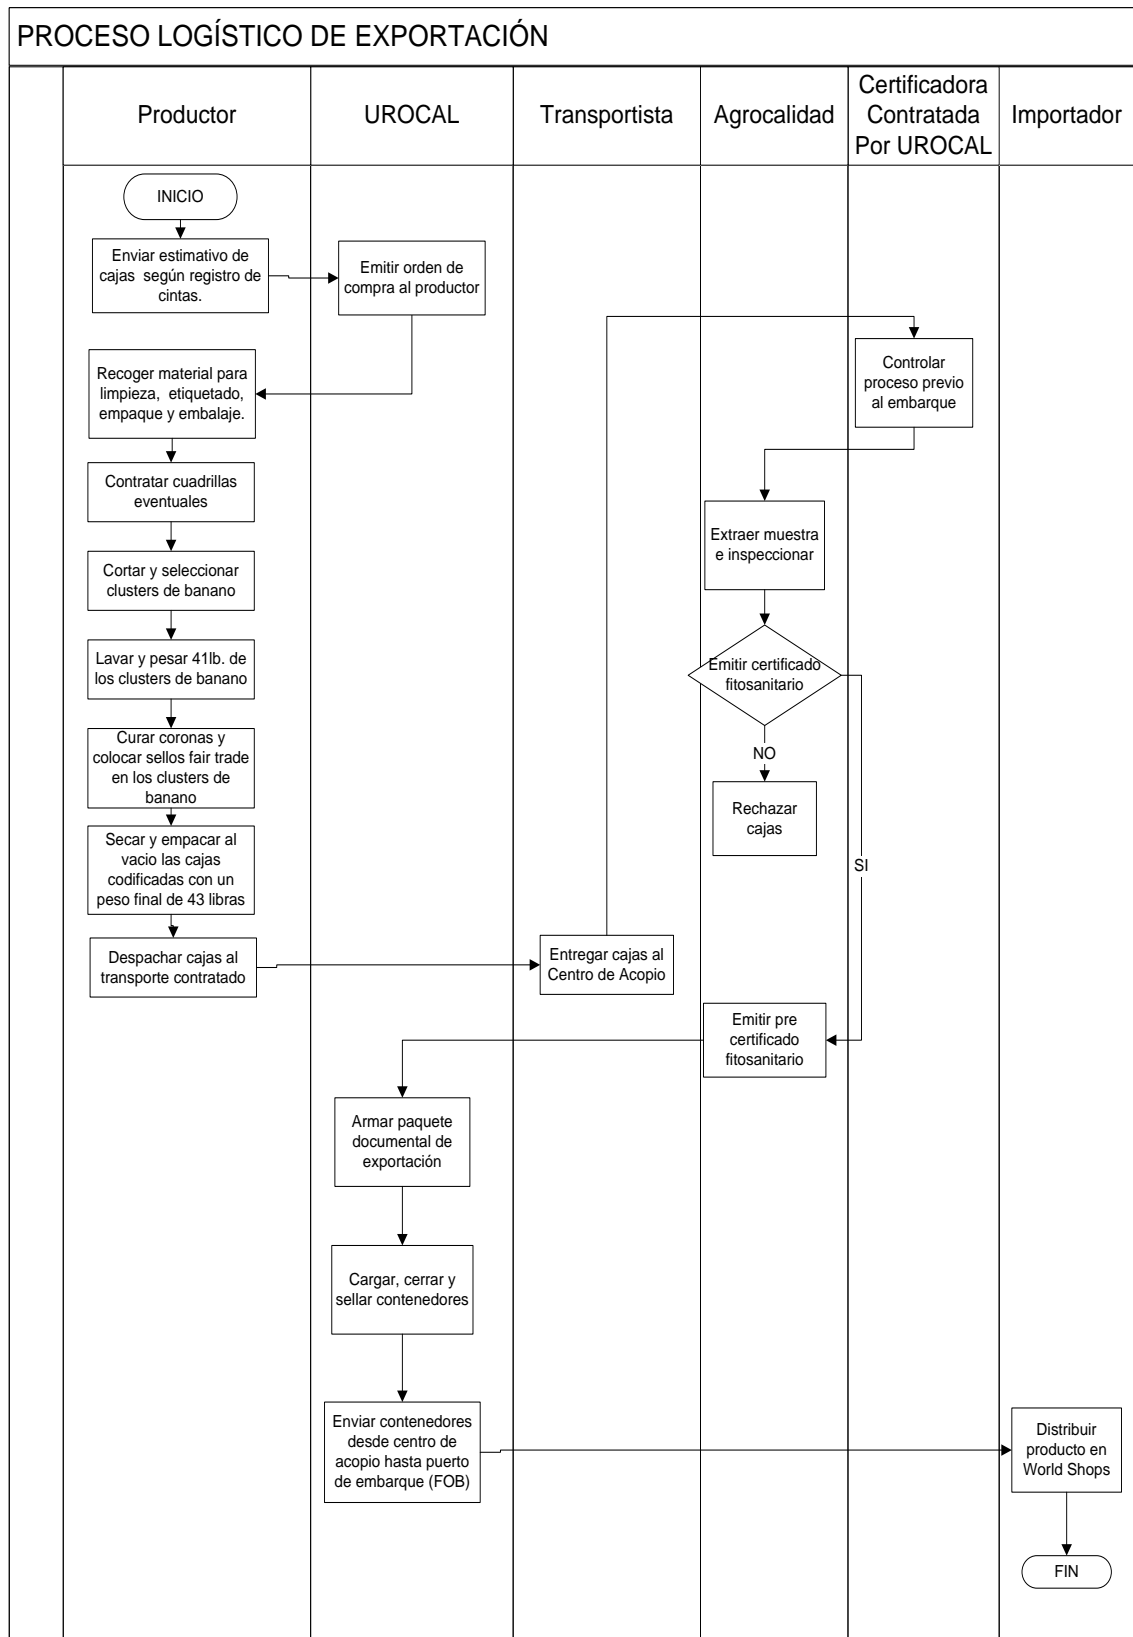 PROCESO LOGÍSTICO DE EXPORTACIÓN
Productor
UROCAL
Transportista
Agrocalidad
Certificadora
Contratada
Por UROCAL
Importador
INICIO
Enviar estimativo de
cajas según registro de
cintas.
Emitir orden de
compra al productor
Recoger material para
limpieza, etiquetado,
empaque y embalaje.
Controlar
proceso previo
al embarque
Contratar cuadrillas
eventuales
Extraer muestra
e inspeccionar
Cortar y seleccionar
clusters de banano
Lavar y pesar 41lb. de
los clusters de banano
Emitir certificado
fitosanitario
Curar coronas y
colocar sellos fair trade
en los clusters de
banano
NO
Rechazar
cajas
Secar y empacar al
vacio las cajas
codificadas con un
peso final de 43 libras
SI
Despachar cajas al
transporte contratado
Entregar cajas al
Centro de Acopio
Emitir pre
certificado
fitosanitario
Armar paquete
documental de
exportación
Cargar, cerrar y
sellar contenedores
Enviar contenedores
desde centro de
acopio hasta puerto
de embarque (FOB)
Distribuir
producto en
World Shops
FIN